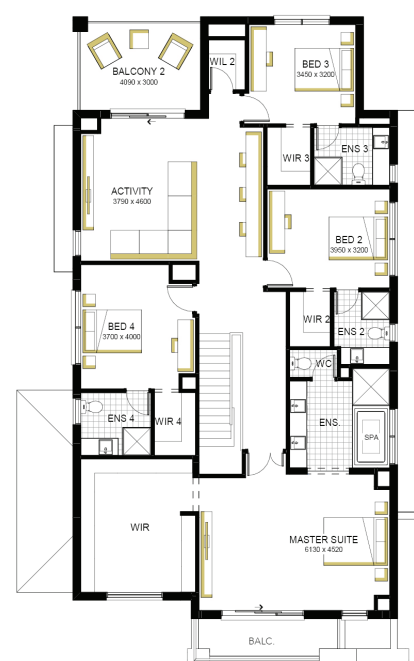 WIL 2
BED 3
3450 x 3200
BALCONY 2
4090 x 3000
ENS 3
WIR 3
ACTIVITY
3790 x 4600
BED 2
3950 x 3200
BED 4
3700 x 4000
WIR 2
ENS 2
WC
ENS 4
WIR 4
ENS.
SPA
WIR
MASTER SUITE
6130 x 4520
BALC.